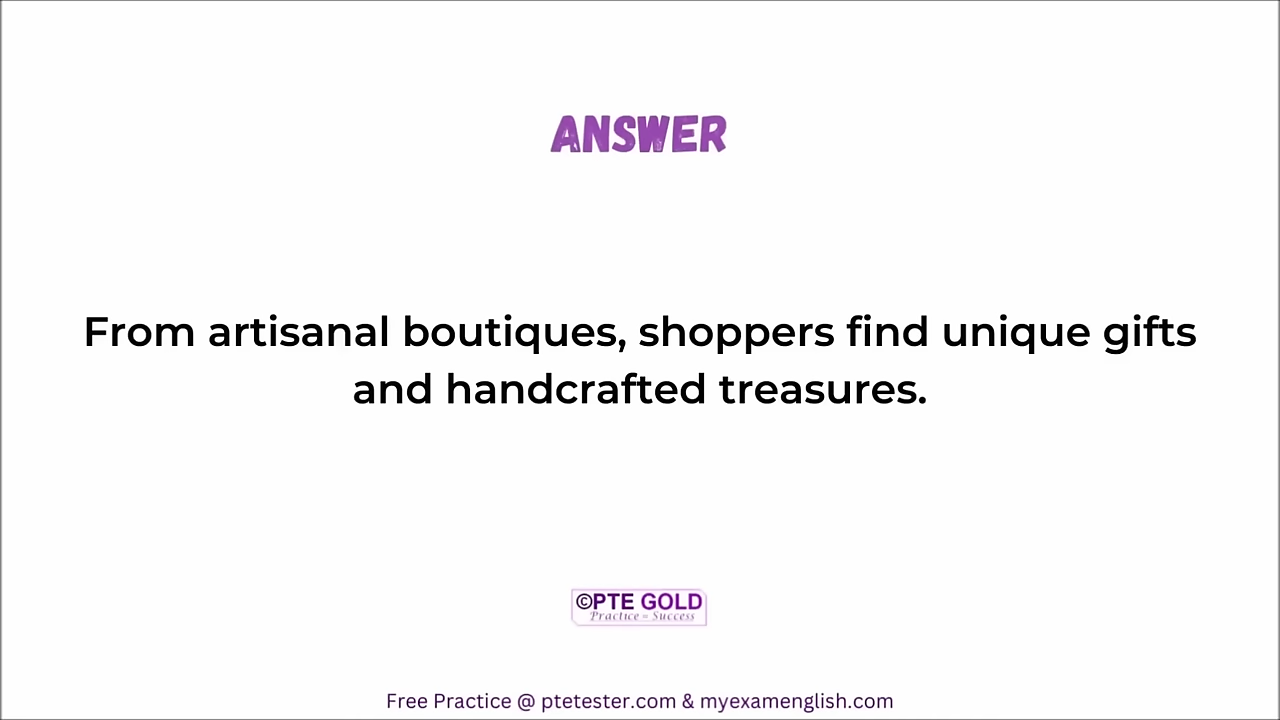 ANSWER
From artisanal boutiques, shoppers find unique gifts
and handcrafted treasures.
©PTE GOLD
Practice = Success
Free Practice @ ptetester.com & myexamenglish.com